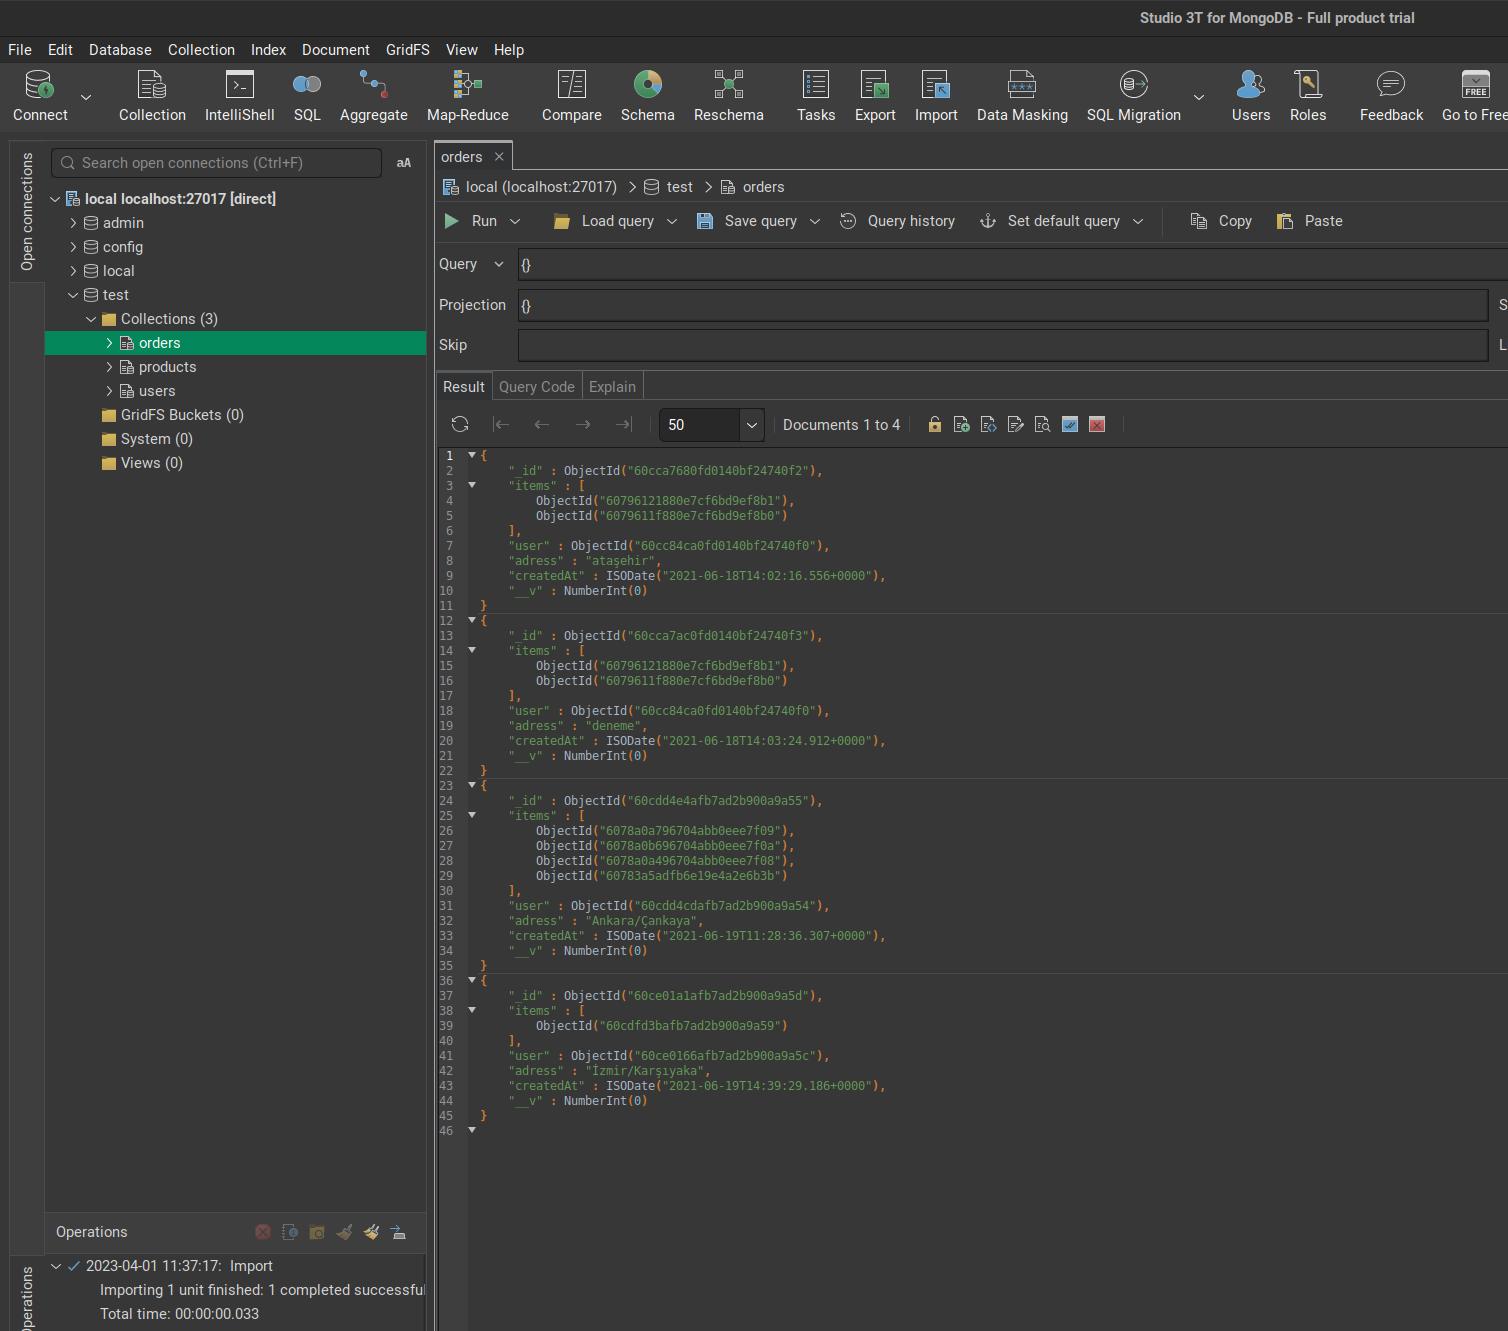 Studio 3T for MongoDB - Full product trial
File Edit Database Collection Index Document GridFS View Help
Connect Collection IntelliShell SQL Aggregate Map-Reduce Compare Schema Reschema Tasks Export Import Data Masking SQL Migration Users Roles Feedback FREE Go to Free
Open connections
Search open connections (Ctrl+F) aA
local localhost:27017 [direct]
admin
config
local
test
Collections (3)
orders
products
users
GridFS Buckets (0)
System (0)
Views (0)
orders
local (localhost:27017) test orders
Run Load query Save query Query history Set default query Copy Paste
Query {}
Projection {} S
Skip L
Result Query Code Explain
50 Documents 1 to 4
1 {
2 "_id" : ObjectId("60cca7680fd0140bf24740f2"),
3 "items" : [
4 ObjectId("60796121880e7cf6bd9ef8b1"),
5 ObjectId("6079611f880e7cf6bd9ef8b0")
6 ],
7 "user" : ObjectId("60cc84ca0fd0140bf24740f0"),
8 "adress" : "ataşehir",
9 "createdAt" : ISODate("2021-06-18T14:02:16.556+0000"),
10 "__v" : NumberInt(0)
11 }
12 {
13 "_id" : ObjectId("60cca7ac0fd0140bf24740f3"),
14 "items" : [
15 ObjectId("60796121880e7cf6bd9ef8b1"),
16 ObjectId("6079611f880e7cf6bd9ef8b0")
17 ],
18 "user" : ObjectId("60cc84ca0fd0140bf24740f0"),
19 "adress" : "deneme",
20 "createdAt" : ISODate("2021-06-18T14:03:24.912+0000"),
21 "__v" : NumberInt(0)
22 }
23 {
24 "_id" : ObjectId("60cdd4e4afb7ad2b900a9a55"),
25 "items" : [
26 ObjectId("6078a0a796704abb0eee7f09"),
27 ObjectId("6078a0b696704abb0eee7f0a"),
28 ObjectId("6078a0a496704abb0eee7f08"),
29 ObjectId("60783a5adfb6e19e4a2e6b3b")
30 ],
31 "user" : ObjectId("60cdd4cdafb7ad2b900a9a54"),
32 "adress" : "Ankara/Çankaya",
33 "createdAt" : ISODate("2021-06-19T11:28:36.307+0000"),
34 "__v" : NumberInt(0)
35 }
36 {
37 "_id" : ObjectId("60ce01a1afb7ad2b900a9a5d"),
38 "items" : [
39 ObjectId("60cdfd3bafb7ad2b900a9a59")
40 ],
41 "user" : ObjectId("60ce0166afb7ad2b900a9a5c"),
42 "adress" : "İzmir/Karşıyaka",
43 "createdAt" : ISODate("2021-06-19T14:39:29.186+0000"),
44 "__v" : NumberInt(0)
45 }
46
Operations
Operations
2023-04-01 11:37:17: Import
Importing 1 unit finished: 1 completed successful
Total time: 00:00:00.033